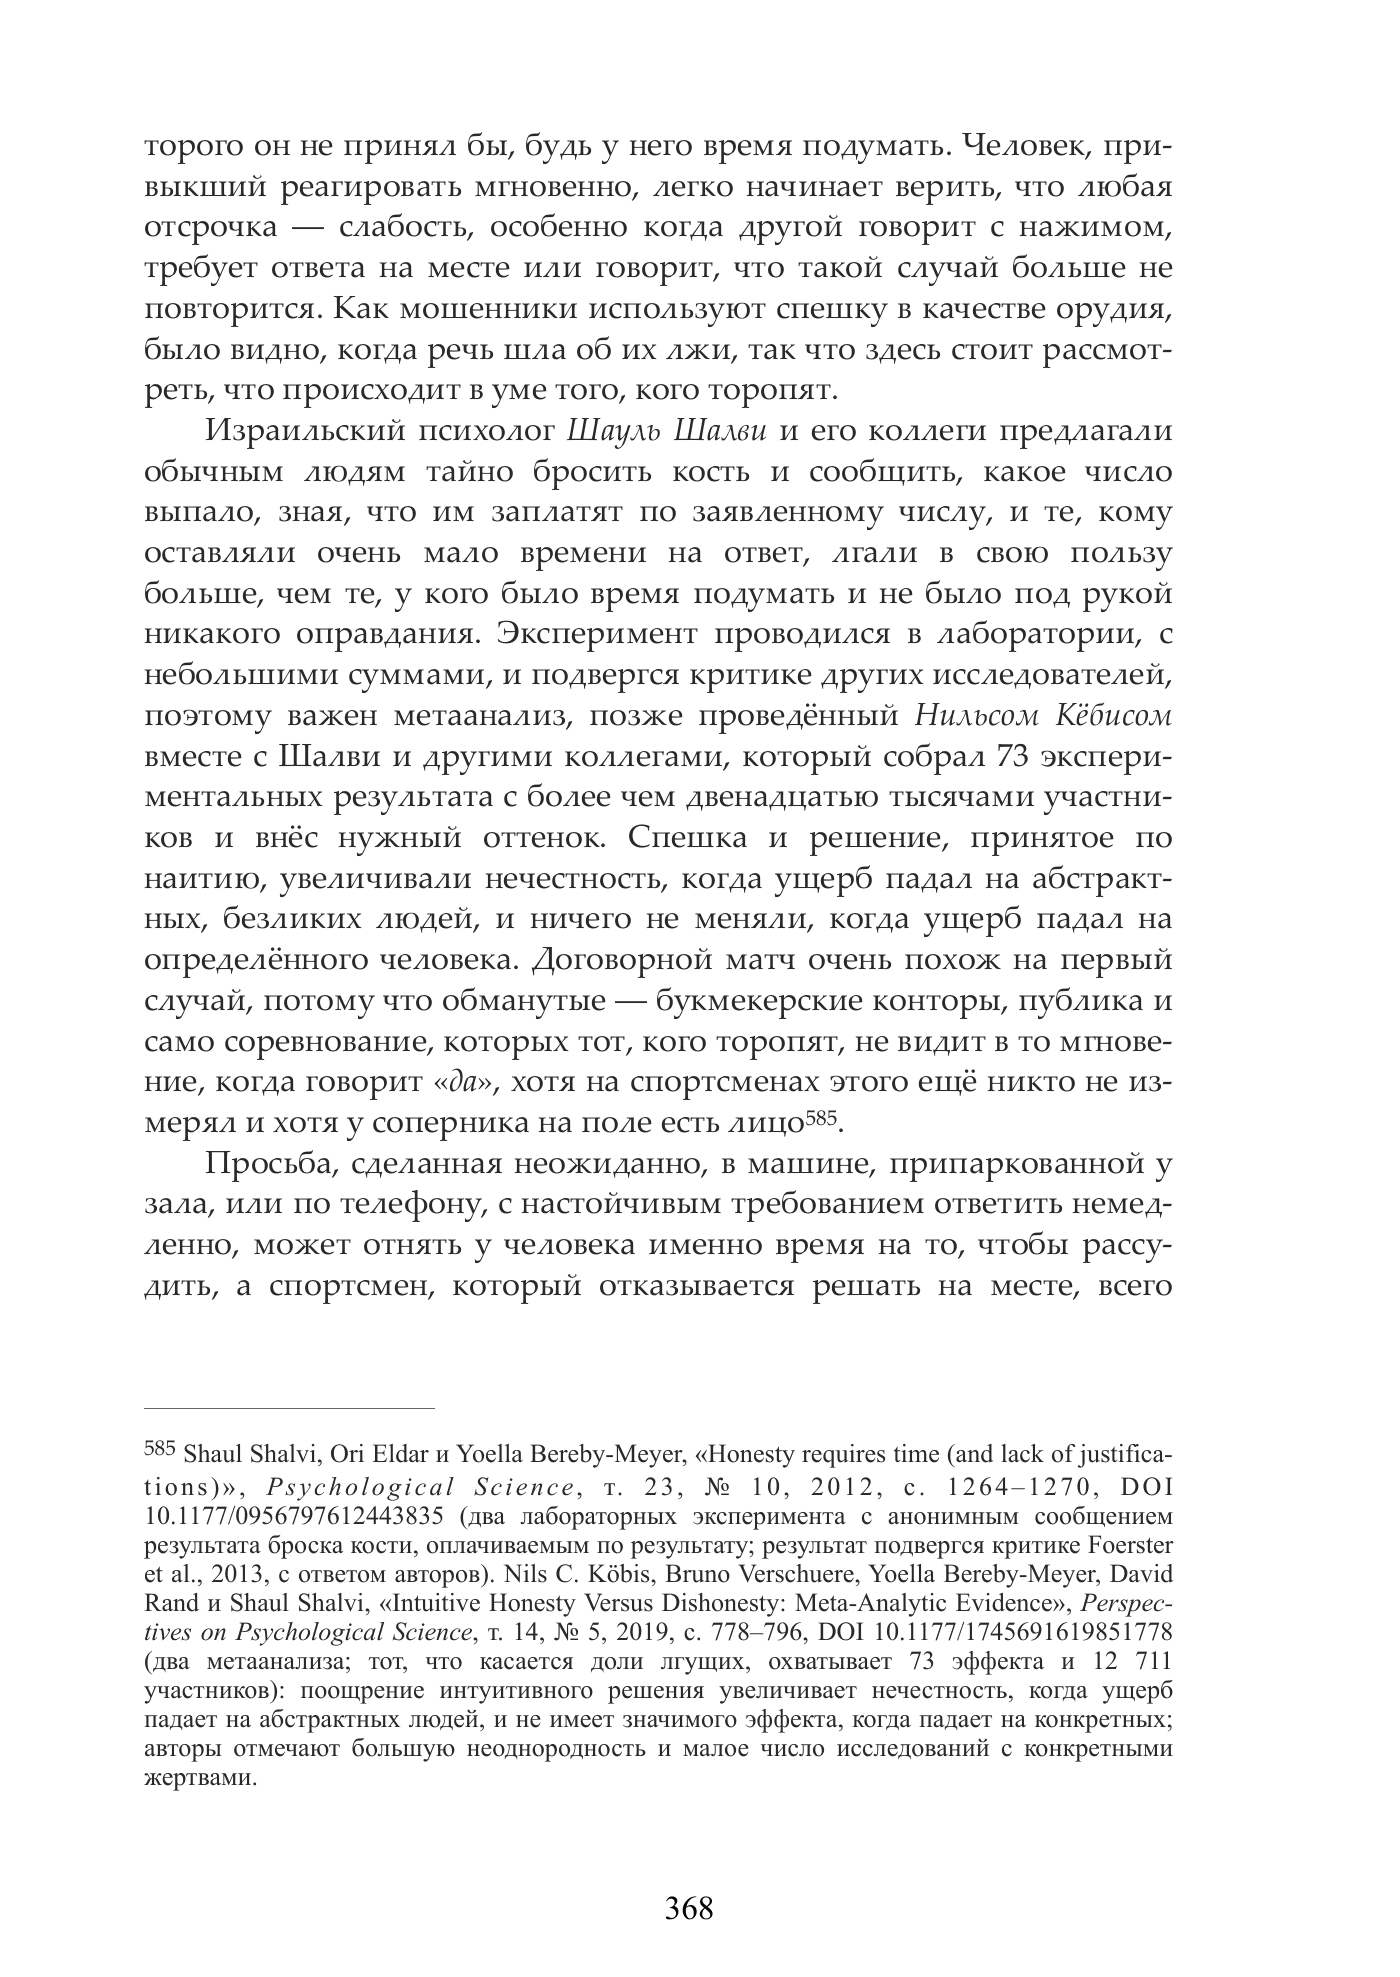 торого он не принял бы, будь у него время подумать. Человек, при-
выкший реагировать мгновенно, легко начинает верить, что любая
отсрочка — слабость, особенно когда другой говорит с нажимом,
требует ответа на месте или говорит, что такой случай больше не
повторится. Как мошенники используют спешку в качестве орудия,
было видно, когда речь шла об их лжи, так что здесь стоит рассмот-
реть, что происходит в уме того, кого торопят.
Израильский психолог Шауль Шалви и его коллеги предлагали
обычным людям тайно бросить кость и сообщить, какое число
выпало, зная, что им заплатят по заявленному числу, и те, кому
оставляли очень мало времени на ответ, лгали в свою пользу
больше, чем те, у кого было время подумать и не было под рукой
никакого оправдания. Эксперимент проводился в лаборатории, с
небольшими суммами, и подвергся критике других исследователей,
поэтому важен метаанализ, позже проведённый Нильсом Кёбисом
вместе с Шалви и другими коллегами, который собрал 73 экспери-
ментальных результата с более чем двенадцатью тысячами участни-
ков и внёс нужный оттенок. Спешка и решение, принятое по
наитию, увеличивали нечестность, когда ущерб падал на абстракт-
ных, безликих людей, и ничего не меняли, когда ущерб падал на
определённого человека. Договорной матч очень похож на первый
случай, потому что обманутые — букмекерские конторы, публика и
само соревнование, которых тот, кого торопят, не видит в то мгнове-
ние, когда говорит «да», хотя на спортсменах этого ещё никто не из-
мерял и хотя у соперника на поле есть лицо585.
Просьба, сделанная неожиданно, в машине, припаркованной у
зала, или по телефону, с настойчивым требованием ответить немед-
ленно, может отнять у человека именно время на то, чтобы рассу-
дить, а спортсмен, который отказывается решать на месте, всего
585 Shaul Shalvi, Ori Eldar и Yoella Bereby-Meyer, «Honesty requires time (and lack of justifica-
tions)», Psychological Science, т. 23, № 10, 2012, с. 1264–1270, DOI
10.1177/0956797612443835 (два лабораторных эксперимента с анонимным сообщением
результата броска кости, оплачиваемым по результату; результат подвергся критике Foerster
et al., 2013, с ответом авторов). Nils C. Köbis, Bruno Verschuere, Yoella Bereby-Meyer, David
Rand и Shaul Shalvi, «Intuitive Honesty Versus Dishonesty: Meta-Analytic Evidence», Perspec-
tives on Psychological Science, т. 14, № 5, 2019, с. 778–796, DOI 10.1177/1745691619851778
(два метаанализа; тот, что касается доли лгущих, охватывает 73 эффекта и 12 711
участников): поощрение интуитивного решения увеличивает нечестность, когда ущерб
падает на абстрактных людей, и не имеет значимого эффекта, когда падает на конкретных;
авторы отмечают большую неоднородность и малое число исследований с конкретными
жертвами.
368